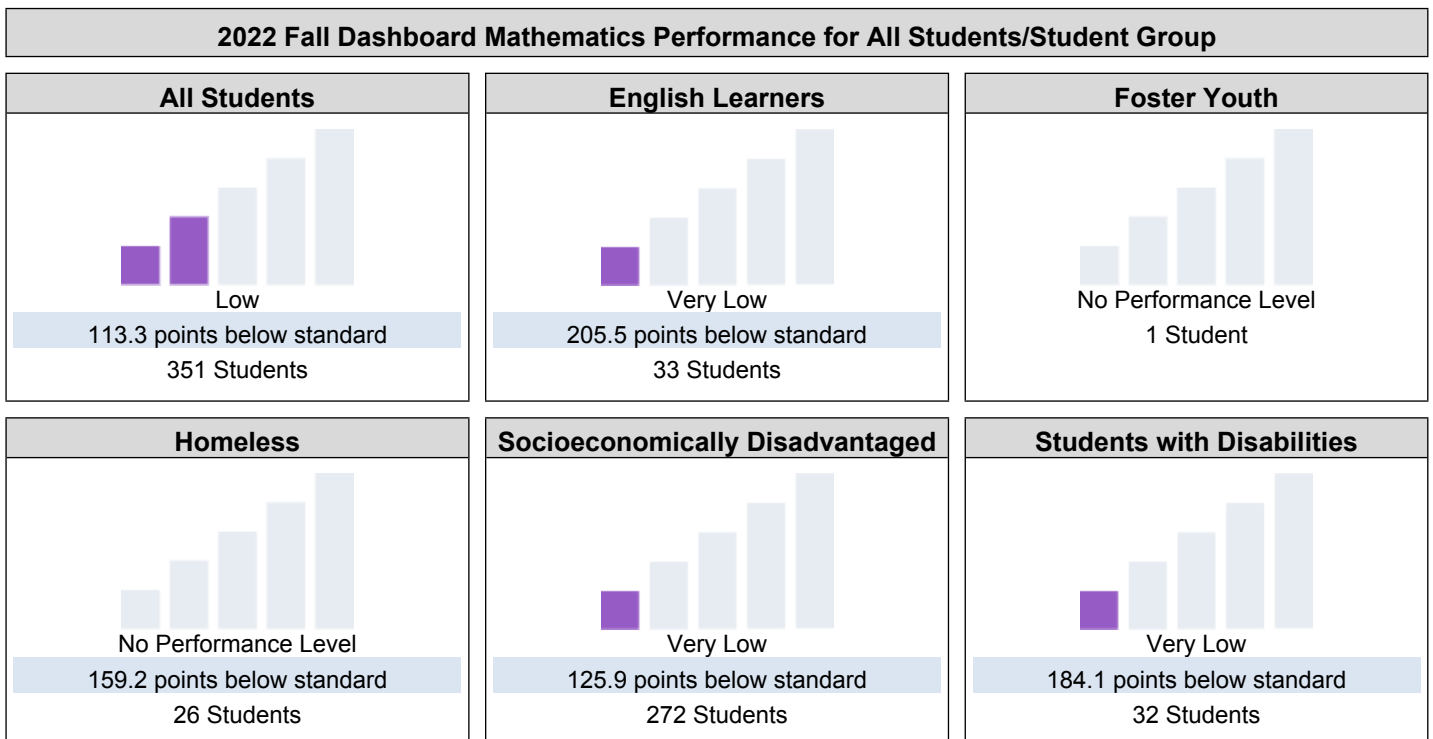 2022 Fall Dashboard Mathematics Performance for All Students/Student Group
All Students
Low
113.3 points below standard
351 Students
English Learners
Very Low
205.5 points below standard
33 Students
Foster Youth
No Performance Level
1 Student
Homeless
No Performance Level
159.2 points below standard
26 Students
Socioeconomically Disadvantaged
Very Low
125.9 points below standard
272 Students
Students with Disabilities
Very Low
184.1 points below standard
32 Students